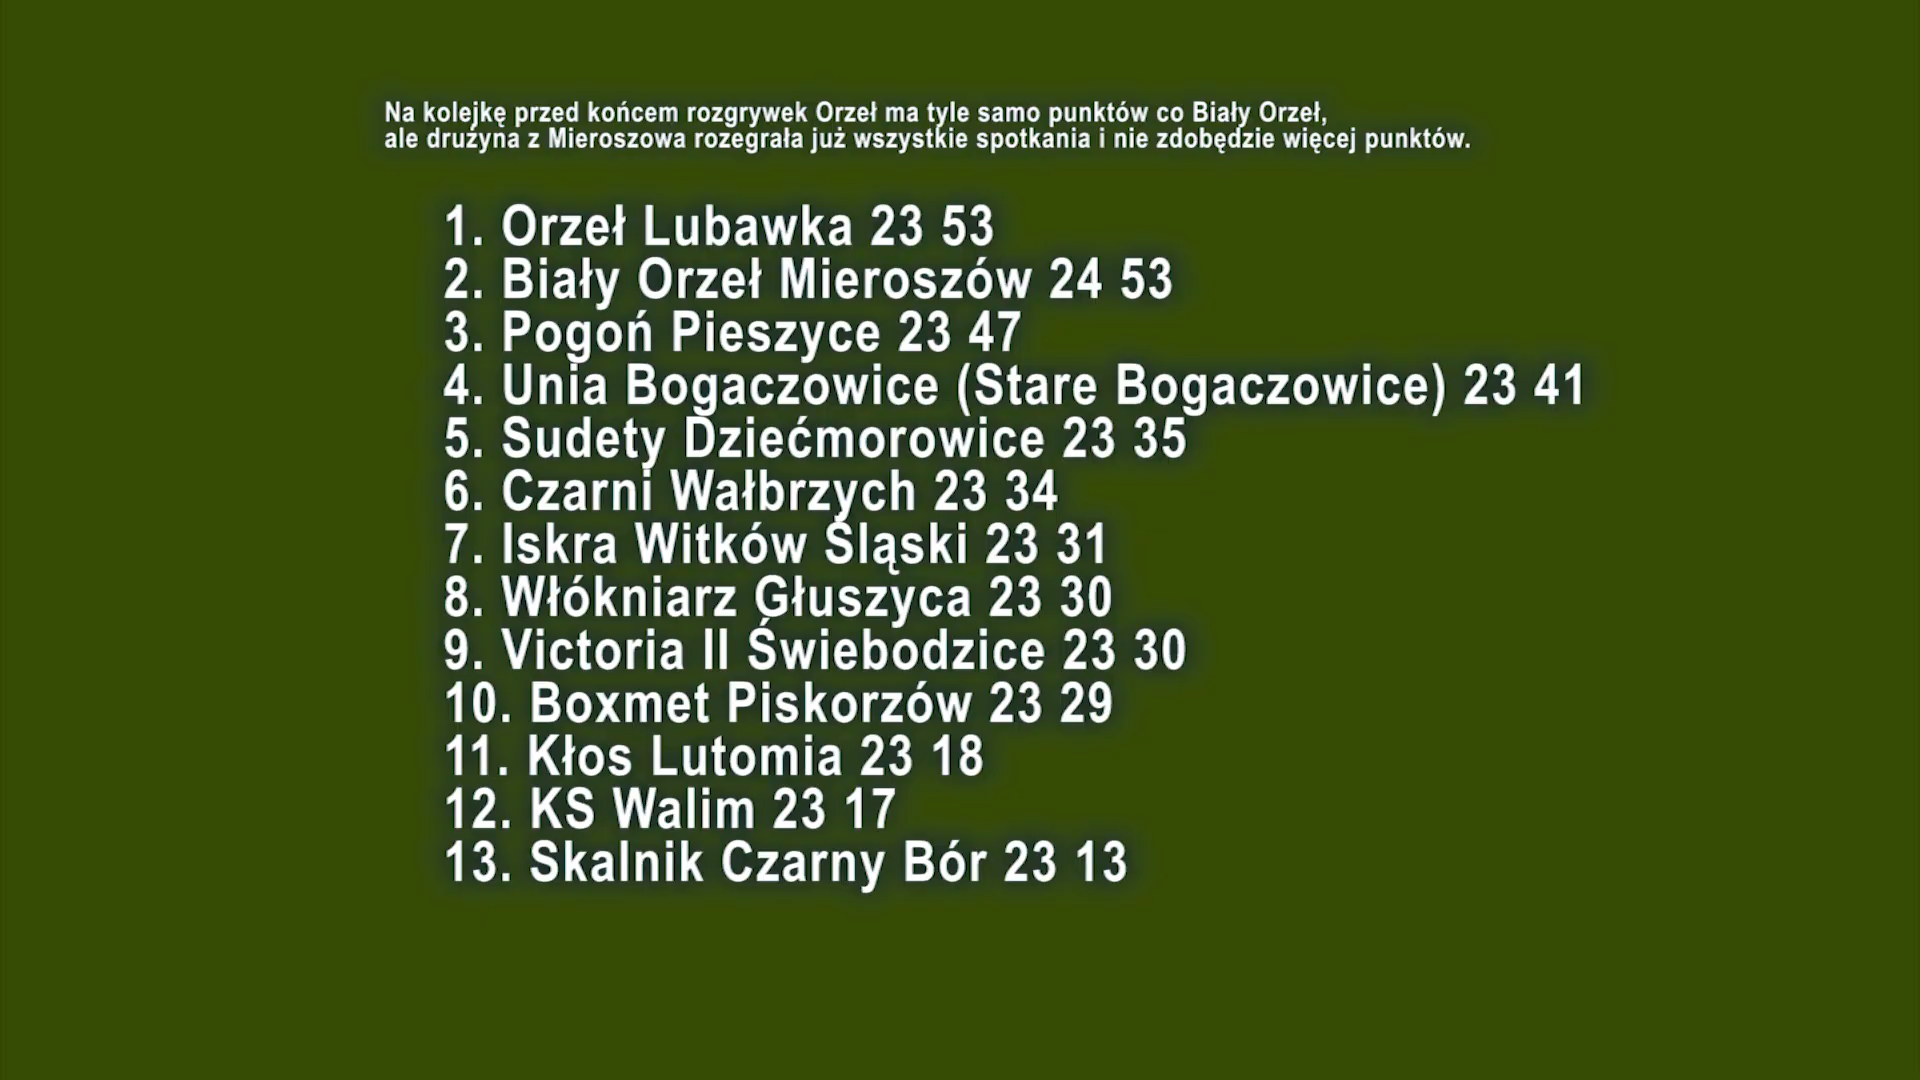 Na kolejkę przed końcem rozgrywek Orzeł ma tyle samo punktów co Biały Orzeł,
ale drużyna z Mieroszowa rozegrała już wszystkie spotkania i nie zdobędzie więcej punktów.
1. Orzeł Lubawka 23 53
2. Biały Orzeł Mieroszów 24 53
3. Pogoń Pieszyce 23 47
4. Unia Bogaczowice (Stare Bogaczowice) 23 41
5. Sudety Dziećmorowice 23 35
6. Czarni Wałbrzych 23 34
7. Iskra Witków Śląski 23 31
8. Włókniarz Głuszyca 23 30
9. Victoria II Świebodzice 23 30
10. Boxmet Piskorzów 23 29
11. Kłos Lutomia 23 18
12. KS Walim 23 17
13. Skalnik Czarny Bór 23 13